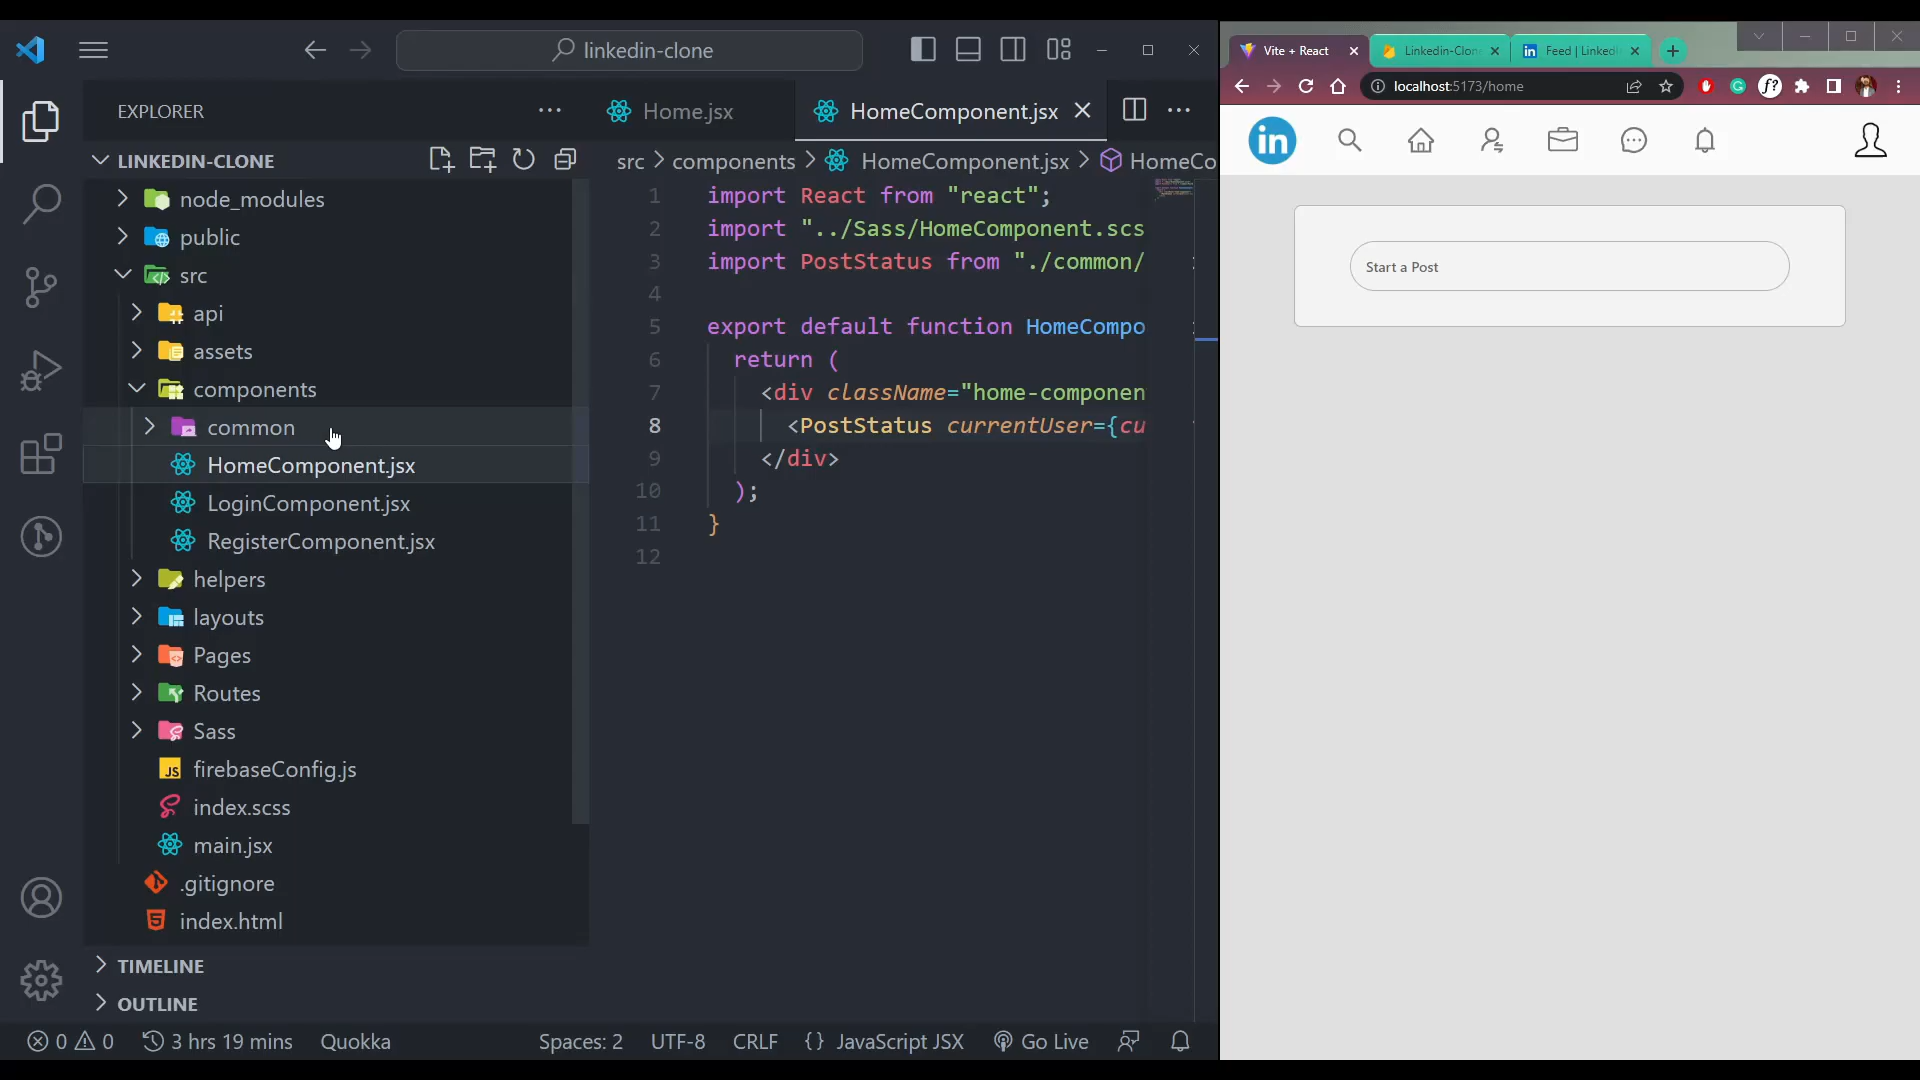 linkedin-clone
EXPLORER
LINKEDIN-CLONE
node_modules
public
src
api
assets
components
common
HomeComponent.jsx
LoginComponent.jsx
RegisterComponent.jsx
helpers
layouts
Pages
Routes
Sass
firebaseConfig.js
index.scss
main.jsx
.gitignore
index.html
TIMELINE
OUTLINE
Home.jsx
HomeComponent.jsx
src > components > HomeComponent.jsx > HomeCo
1 import React from "react";
2 import "../Sass/HomeComponent.scs
3 import PostStatus from "./common/
4
5 export default function HomeCompo
6 return (
7 <div className="home-componen
8 <PostStatus currentUser={cu
9 </div>
10 );
11 }
12
0 0 3 hrs 19 mins Quokka Spaces: 2 UTF-8 CRLF {} JavaScript JSX Go Live
Vite + React
Linkedin-Clon
Feed | Linked
localhost:5173/home
in
Start a Post